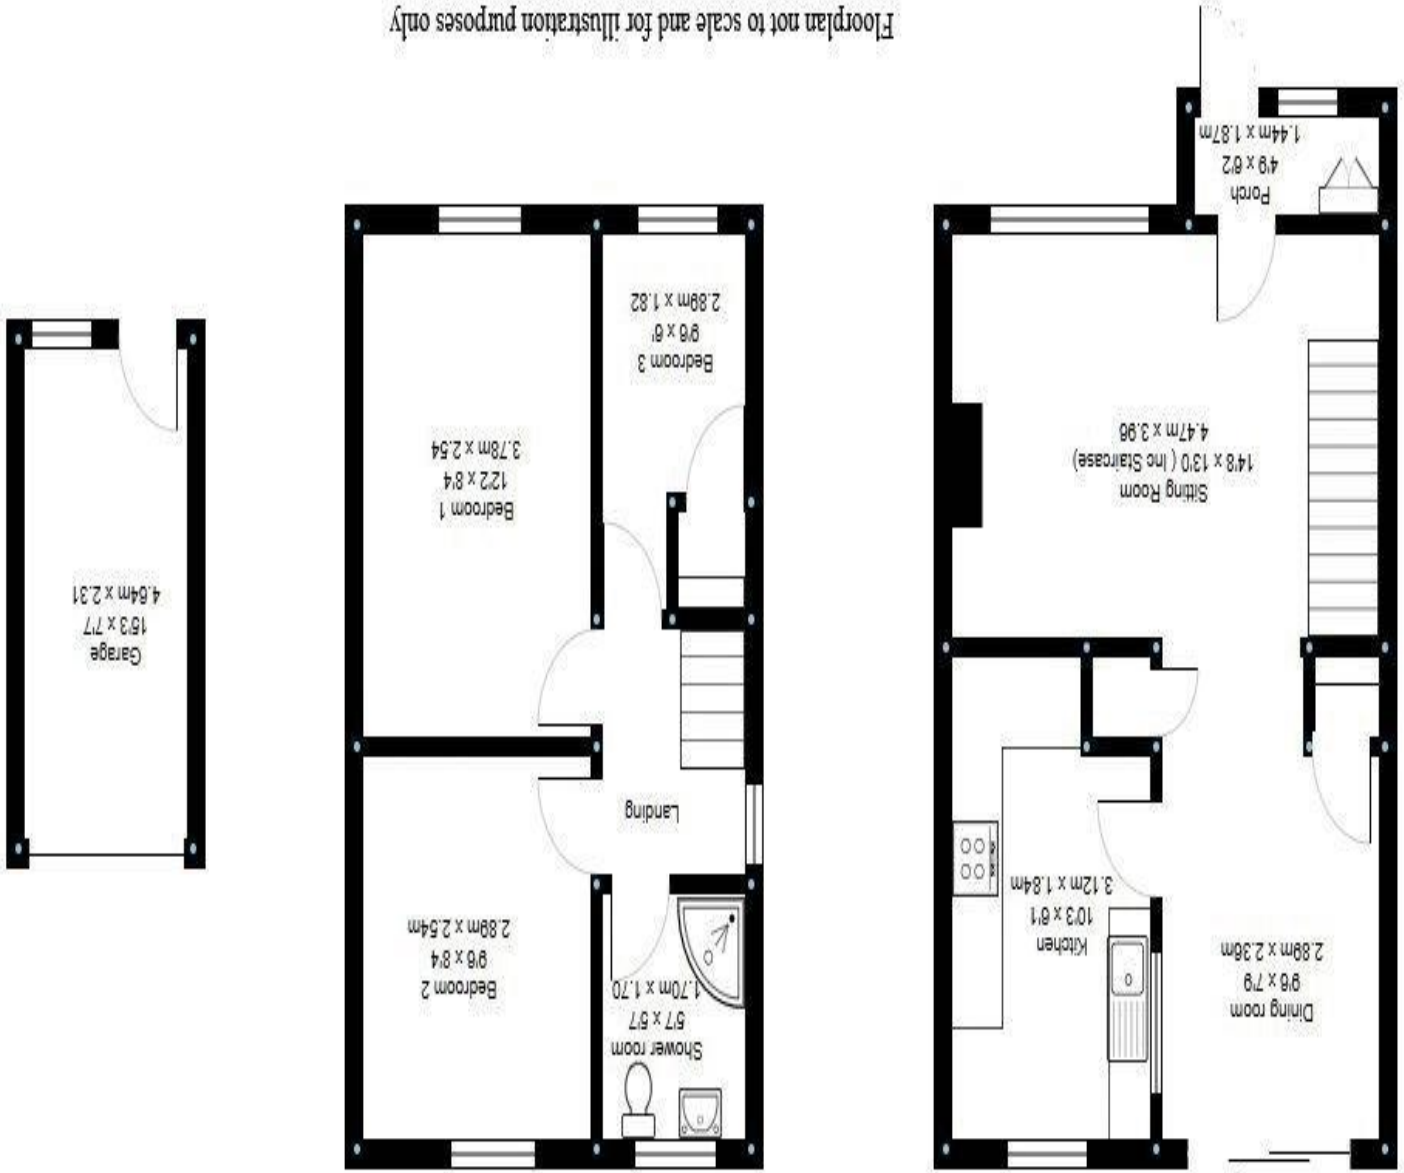 Dining room
9'6 x 7'9
2.89m x 2.36m
Kitchen
10'3 x 6'1
3.12m x 1.84m
Sitting Room
14'8 x 13'0 ( Inc Staircase)
4.47m x 3.96
Porch
4'9 x 6'2
1.44m x 1.87m
Shower room
5'7 x 5'7
1.70m x 1.70
Bedroom 2
9'6 x 8'4
2.89m x 2.54m
Landing
Bedroom 1
12'2 x 8'4
3.78m x 2.54
Bedroom 3
9'6 x 6'
2.89m x 1.82
Garage
15'3 x 7'7
4.64m x 2.31
Floorplan not to scale and for illustration purposes only